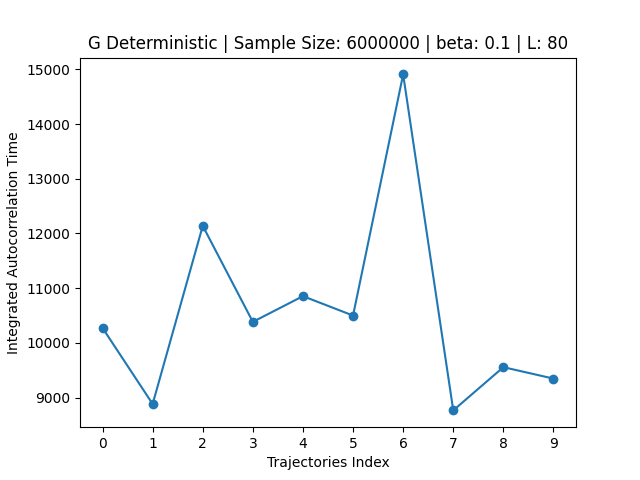 G Deterministic | Sample Size: 6000000 | beta: 0.1 | L: 80
15000
14000
13000
12000
11000
10000
9000
Integrated Autocorrelation Time
0 1 2 3 4 5 6 7 8 9
Trajectories Index